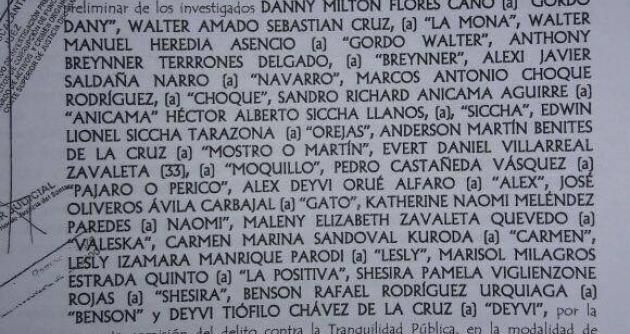 preliminar de los investigados DANNY MILTON FLORES CANO (a) "GORDO
DANY", WALTER AMADO SEBASTIAN CRUZ, (a) "LA MONA", WALTER
MANUEL HEREDIA ASENCIO (a) "GORDO WALTER", ANTHONY
BREYNNER TERRRONES DELGADO, (a) "BREYNNER", ALEXI JAVIER
SALDAÑA NARRO (a) "NAVARRO", MARCOS ANTONIO CHOQUE
RODRÍGUEZ, (a) "CHOQUE", SANDRO RICHARD ANICAMA AGUIRRE (a)
"ANICAMA" HÉCTOR ALBERTO SICCHA LLANOS, (a), "SICCHA", EDWIN
LIONEL SICCHA TARAZONA (a) "OREJAS", ANDERSON MARTÍN BENITES
DE LA CRUZ (a) "MOSTRO O MARTÍN", EVERT DANIEL VILLARREAL
ZAVALETA (33), (a) "MOQUILLO", PEDRO CASTAÑEDA VÁSQUEZ (a)
"PAJARO O PERICO", ALEX DEYVI ORUÉ ALFARO (a) "ALEX", JOSÉ
OLIVEROS ÁVILA CARBAJAL (a) "GATO", KATHERINE NAOMI MELÉNDEZ
PAREDES (a) NAOMI", MALENY ELIZABETH ZAVALETA QUEVEDO (a)
"VALESKA", CARMEN MARINA SANDOVAL KURODA (a) "CARMEN",
LESLY IZAMARA MANRIQUE PARODI (a) "LESLY", MARISOL MILAGROS
ESTRADA QUINTO (a) "LA POSITIVA", SHESIRA PAMELA VIGLIENZONE
ROJAS (a) "SHESIRA", BENSON RAFAEL RODRÍGUEZ URQUIAGA (a)
"BENSON" y DEYVI TIÓFILO CHÁVEZ DE LA CRUZ (a) "DEYVI", por la
comisión del delito contra la Tranquilidad Pública, en la modalidad de
JUDICIAL